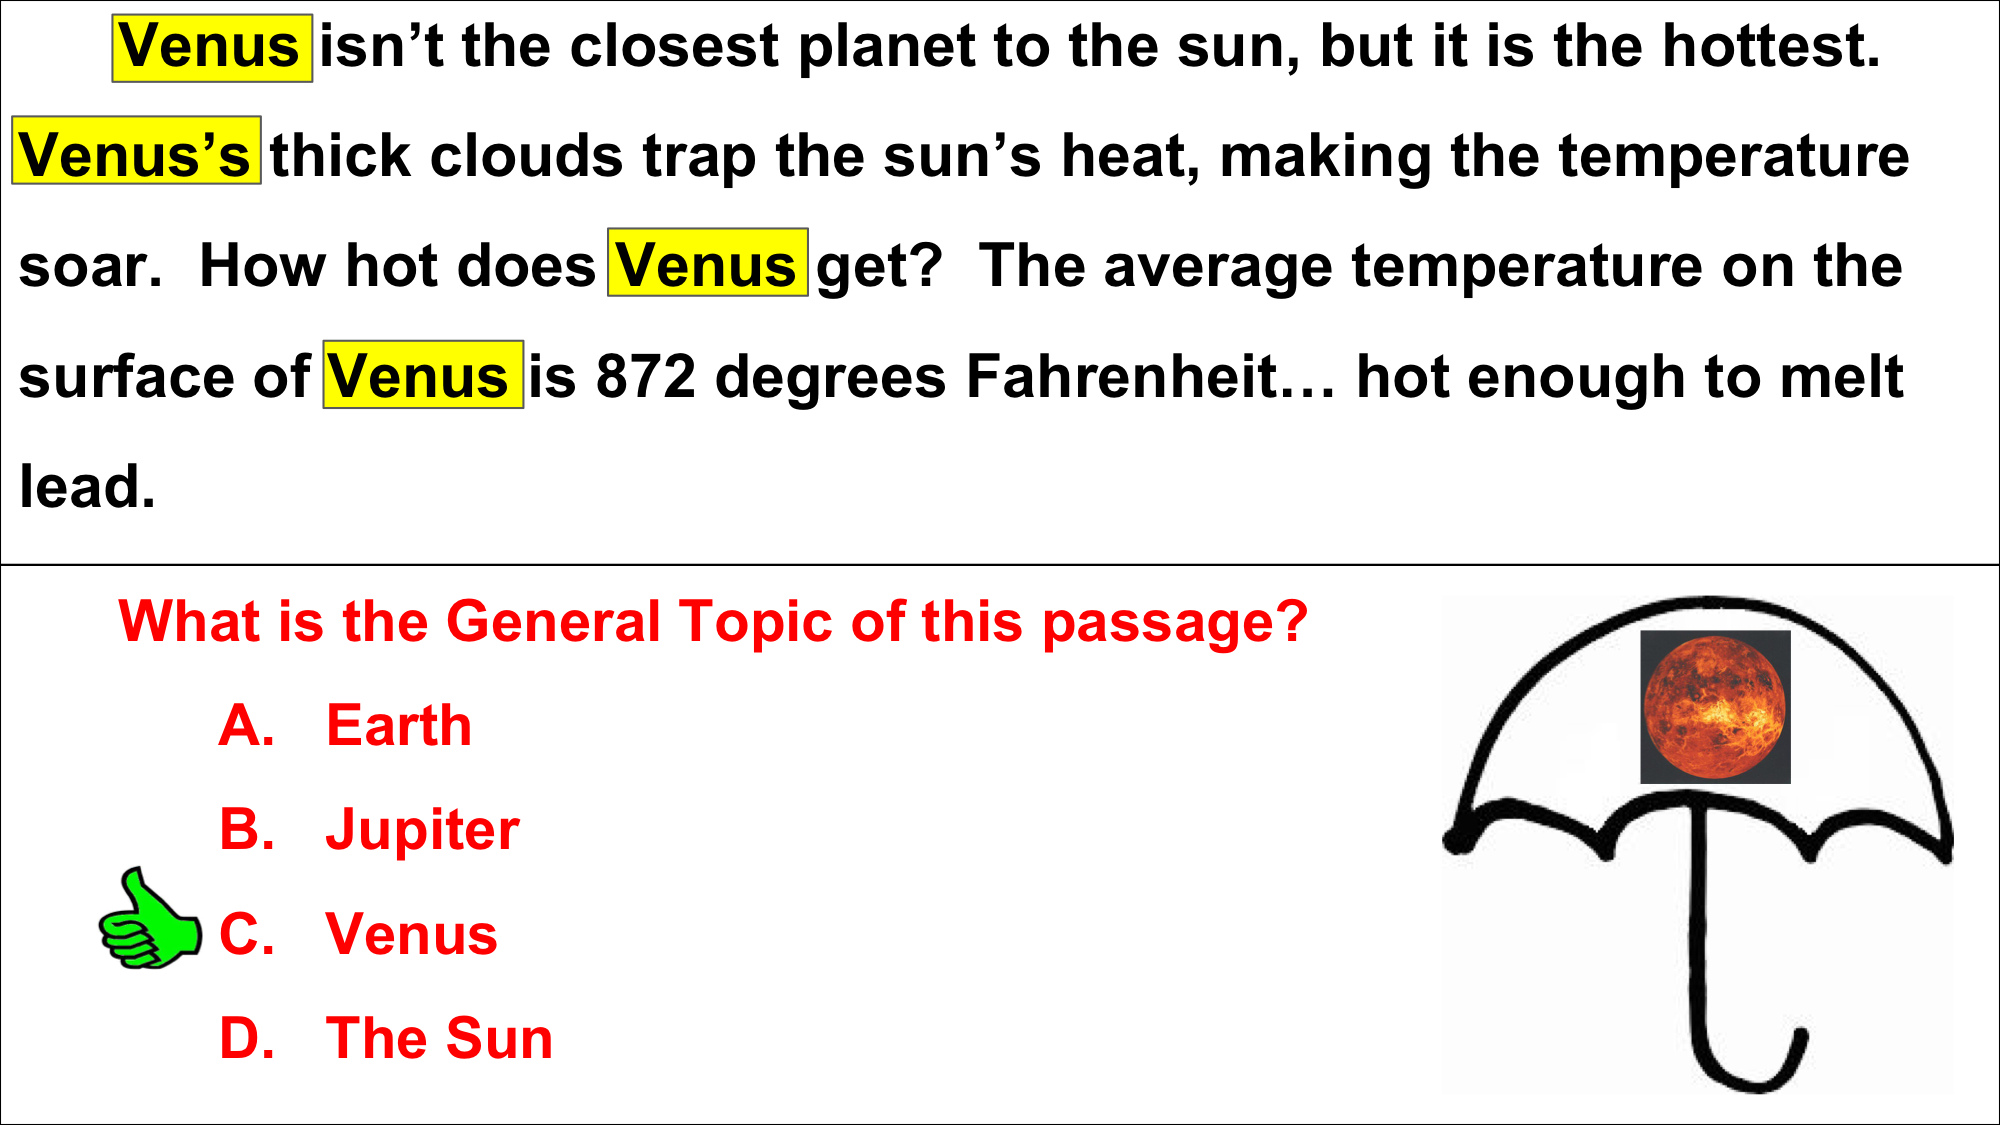 Venus isn’t the closest planet to the sun, but it is the hottest.
Venus’s thick clouds trap the sun’s heat, making the temperature
soar.  How hot does Venus get?  The average temperature on the
surface of Venus is 872 degrees Fahrenheit… hot enough to melt
lead.
What is the General Topic of this passage?
A. Earth
B. Jupiter
C. Venus
D. The Sun